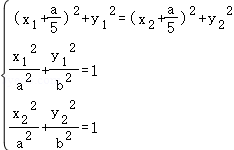 (x₁+a/5)²+y₁²=(x₂+a/5)²+y₂²
x₁²/a²+y₁²/b²=1
x₂²/a²+y₂²/b²=1